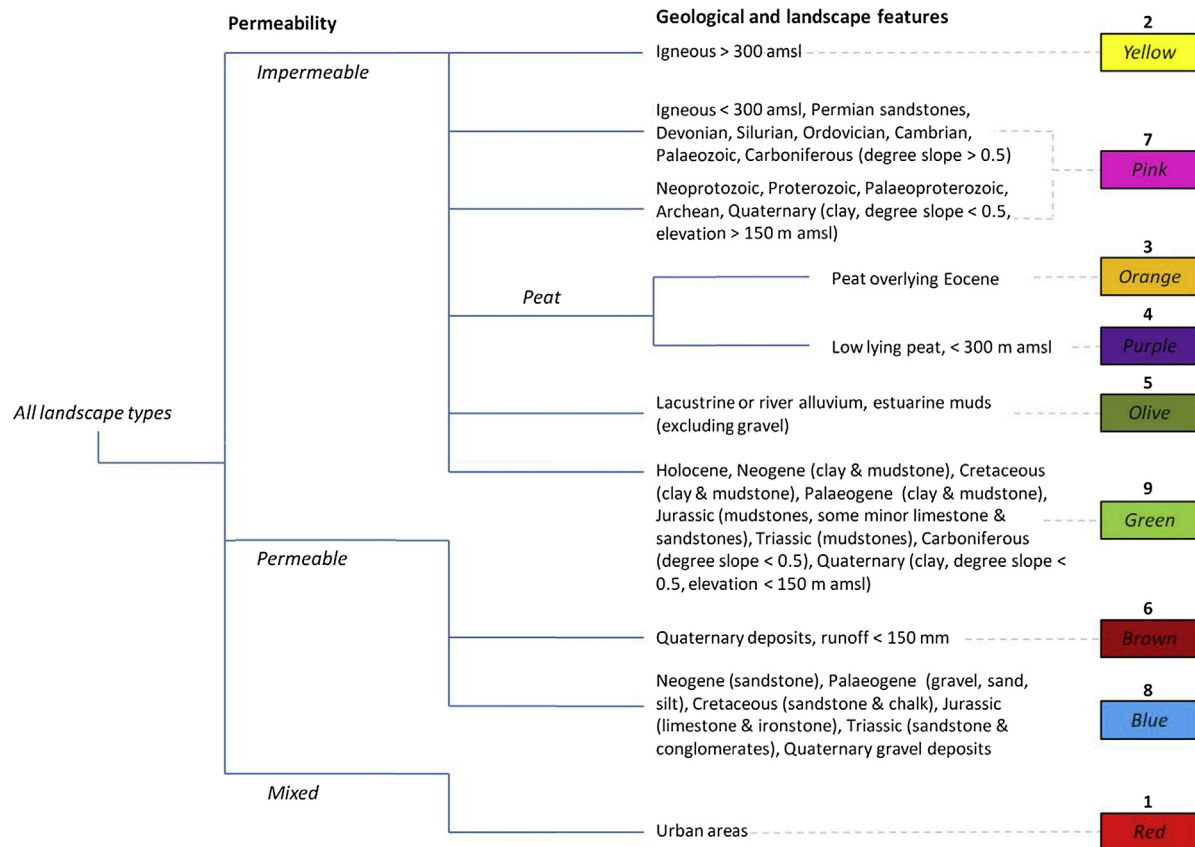 Permeability
Geological and landscape features
2
Impermeable
Igneous > 300 amsl
Yellow
Igneous < 300 amsl, Permian sandstones,
Devonian, Silurian, Ordovician, Cambrian,
Palaeozoic, Carboniferous (degree slope > 0.5)
7
Pink
Neoprotozoic, Proterozoic, Palaeoproterozoic,
Archean, Quaternary (clay, degree slope < 0.5,
elevation > 150 m amsl)
3
Peat
Peat overlying Eocene
Orange
4
Low lying peat, < 300 m amsl
Purple
5
All landscape types
Lacustrine or river alluvium, estuarine muds
(excluding gravel)
Olive
Holocene, Neogene (clay & mudstone), Cretaceous
(clay & mudstone), Palaeogene (clay & mudstone),
Jurassic (mudstones, some minor limestone &
sandstones), Triassic (mudstones), Carboniferous
(degree slope < 0.5), Quaternary (clay, degree slope <
0.5, elevation < 150 m amsl)
9
Green
Permeable
6
Quaternary deposits, runoff < 150 mm
Brown
Neogene (sandstone), Palaeogene (gravel, sand,
silt), Cretaceous (sandstone & chalk), Jurassic
(limestone & ironstone), Triassic (sandstone &
conglomerates), Quaternary gravel deposits
8
Blue
Mixed
1
Urban areas
Red